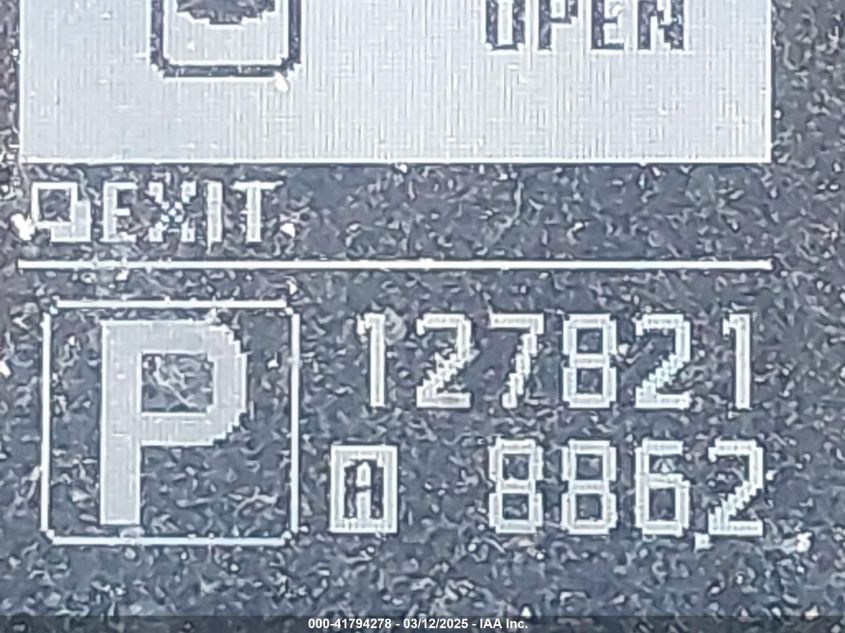 OPEN
EXIT
P 127821
A 886.2
000-41794278 - 03/12/2025 - IAA Inc.